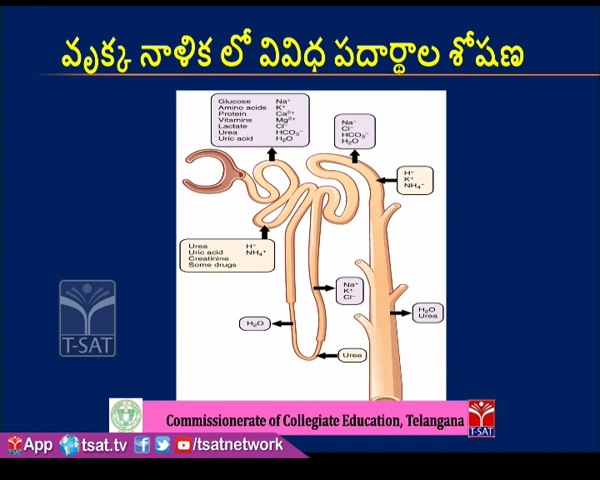 వృక్క నాళిక లో వివిధ పదార్థాల శోషణ
Glucose Na⁺
Amino acids K⁺
Protein Ca²⁺
Vitamins Mg²⁺
Lactate Cl⁻
Urea HCO₃⁻
Uric acid H₂O
Na⁺
Cl⁻
HCO₃⁻
H₂O
H⁺
K⁺
NH₄⁻
Urea H⁺
Uric acid NH₄⁺
Creatinine
Some drugs
Na⁺
K⁺
Cl⁻
H₂O
H₂O
Urea
Urea
T-SAT
Commissionerate of Collegiate Education, Telangana
T-SAT
App tsat.tv /tsatnetwork